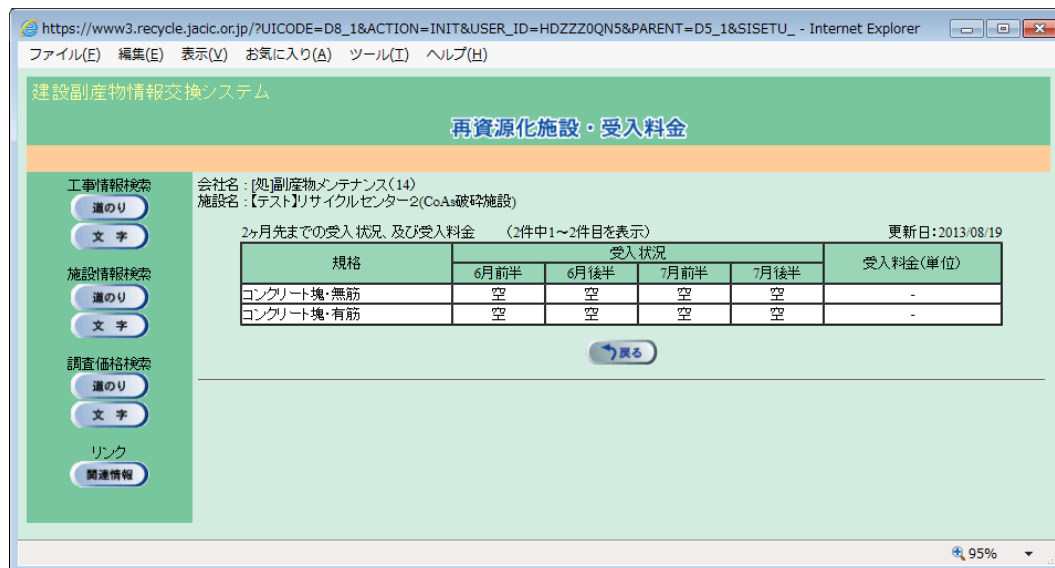 https://www3.recycle.jacic.or.jp/?UICODE=D8_1&ACTION=INIT&USER_ID=HDZZZ0QN5&PARENT=D5_1&SISETU_ - Internet Explorer
ファイル(F) 編集(E) 表示(V) お気に入り(A) ツール(T) ヘルプ(H)
建設副産物情報交換システム
再資源化施設・受入料金
工事情報検索
道のり
文 字
施設情報検索
道のり
文 字
調査価格検索
道のり
文 字
リンク
関連情報
会社名:[処]副産物メンテナンス(14)
施設名:【テスト】リサイクルセンター2(CoAs破砕施設)
2ヶ月先までの受入状況、及び受入料金 (2件中1~2件目を表示) 更新日:2013/08/19
規格 受入状況 受入料金(単位)
6月前半 6月後半 7月前半 7月後半
コンクリート塊・無筋 空 空 空 空 -
コンクリート塊・有筋 空 空 空 空 -
戻る
95%